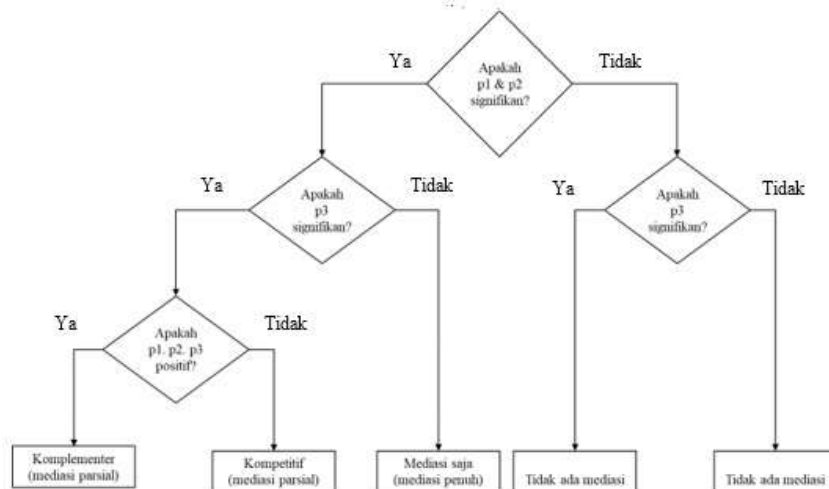 Ya
Apakah
p1 & p2
signifikan?
Tidak
Ya
Apakah
p3
signifikan?
Tidak
Ya
Apakah
p3
signifikan?
Tidak
Ya
Apakah
p1. p2. p3
positif?
Tidak
Komplementer
(mediasi parsial)
Kompetitif
(mediasi parsial)
Mediasi saja
(mediasi penuh)
Tidak ada mediasi
Tidak ada mediasi